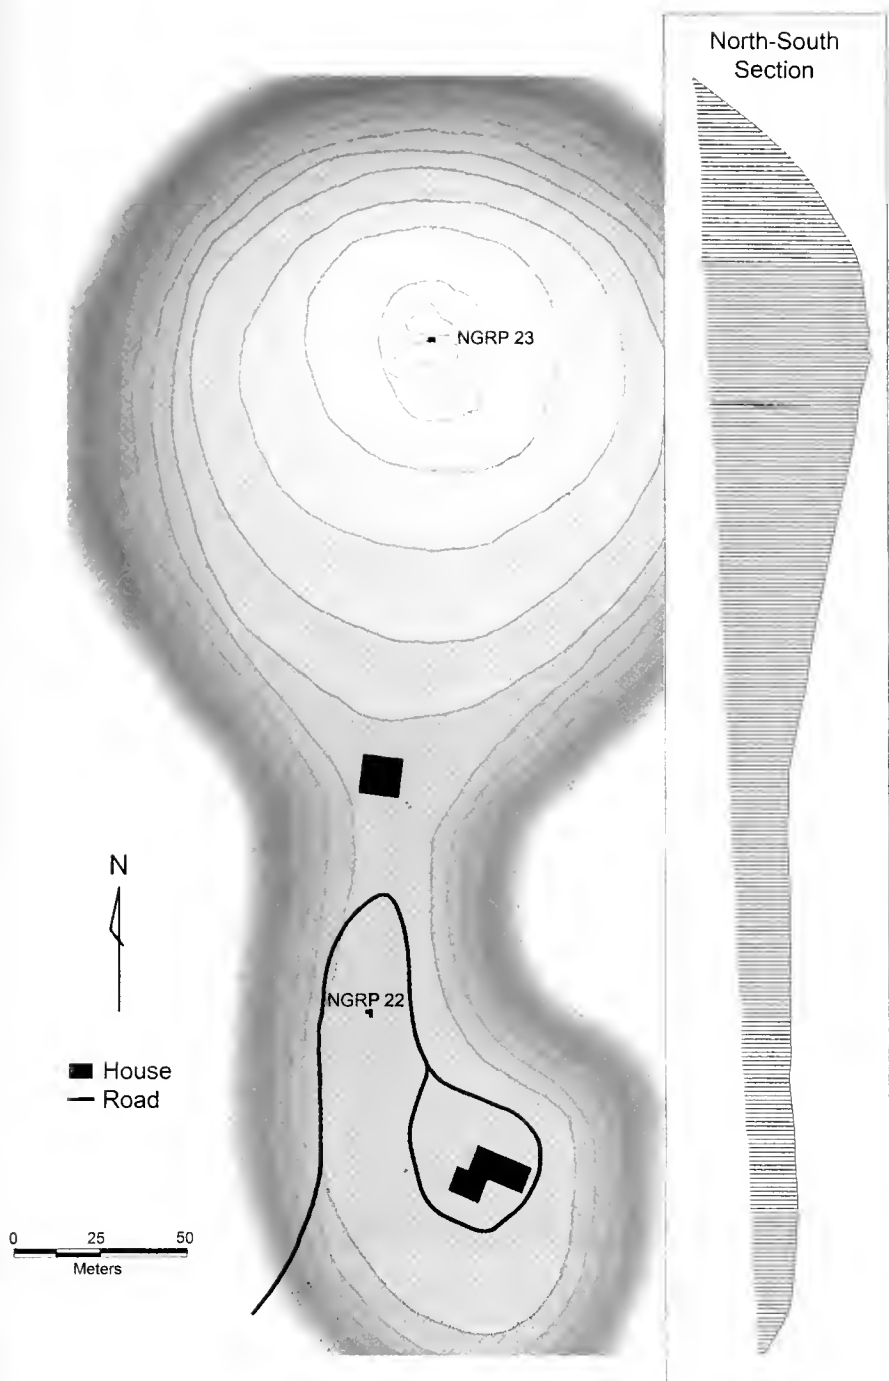 North-South
Section
NGRP 23
N
NGRP 22
House
Road
0 25 50
Meters